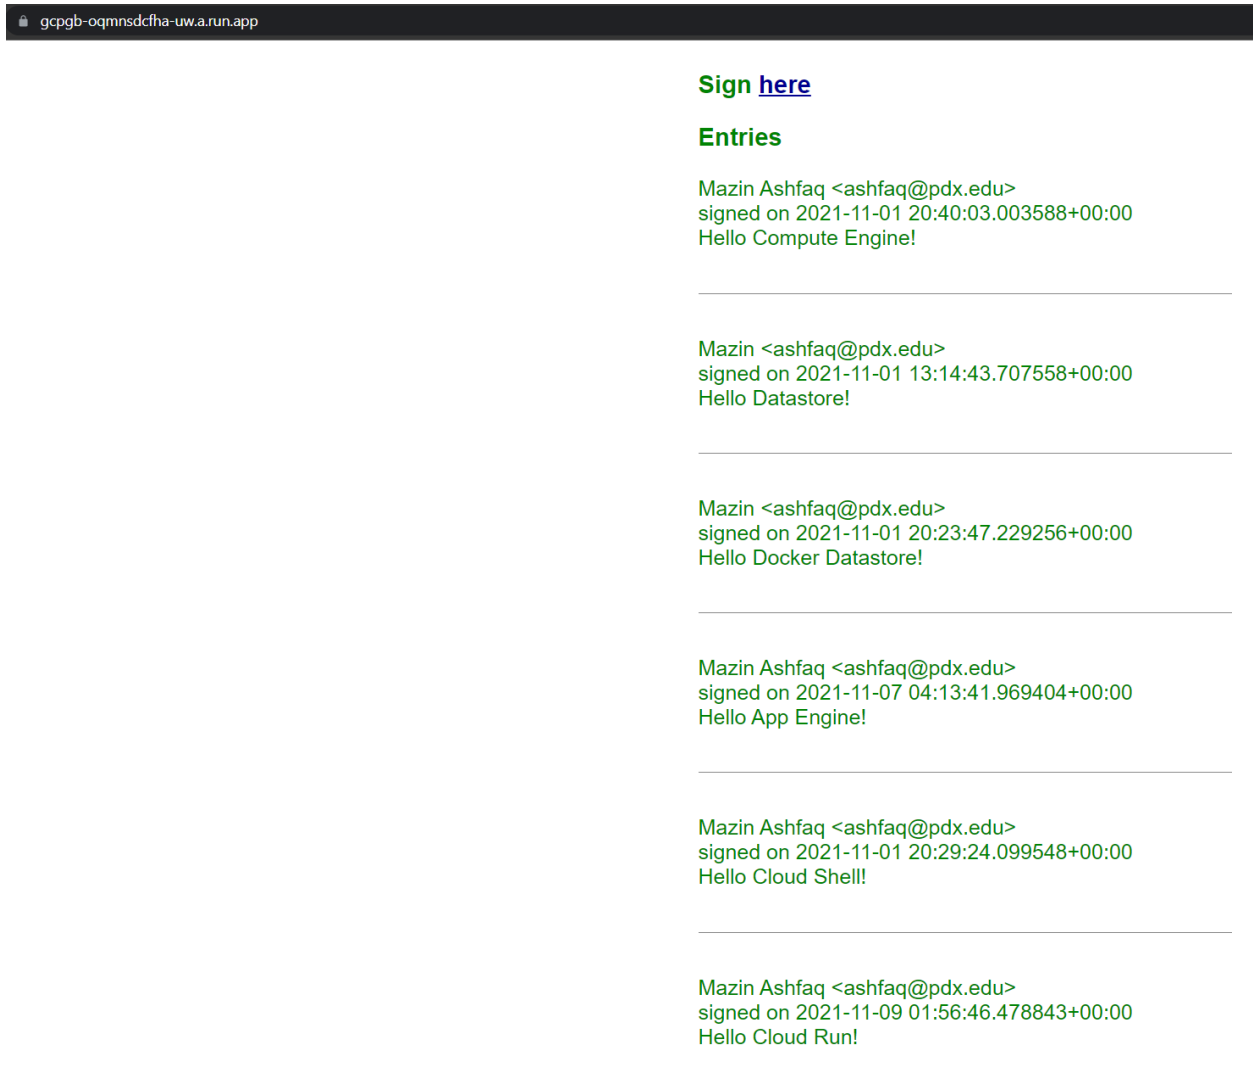 gcpgb-oqmnsdcfha-uw.a.run.app
Sign here
Entries
Mazin Ashfaq <ashfaq@pdx.edu>
signed on 2021-11-01 20:40:03.003588+00:00
Hello Compute Engine!
Mazin <ashfaq@pdx.edu>
signed on 2021-11-01 13:14:43.707558+00:00
Hello Datastore!
Mazin <ashfaq@pdx.edu>
signed on 2021-11-01 20:23:47.229256+00:00
Hello Docker Datastore!
Mazin Ashfaq <ashfaq@pdx.edu>
signed on 2021-11-07 04:13:41.969404+00:00
Hello App Engine!
Mazin Ashfaq <ashfaq@pdx.edu>
signed on 2021-11-01 20:29:24.099548+00:00
Hello Cloud Shell!
Mazin Ashfaq <ashfaq@pdx.edu>
signed on 2021-11-09 01:56:46.478843+00:00
Hello Cloud Run!